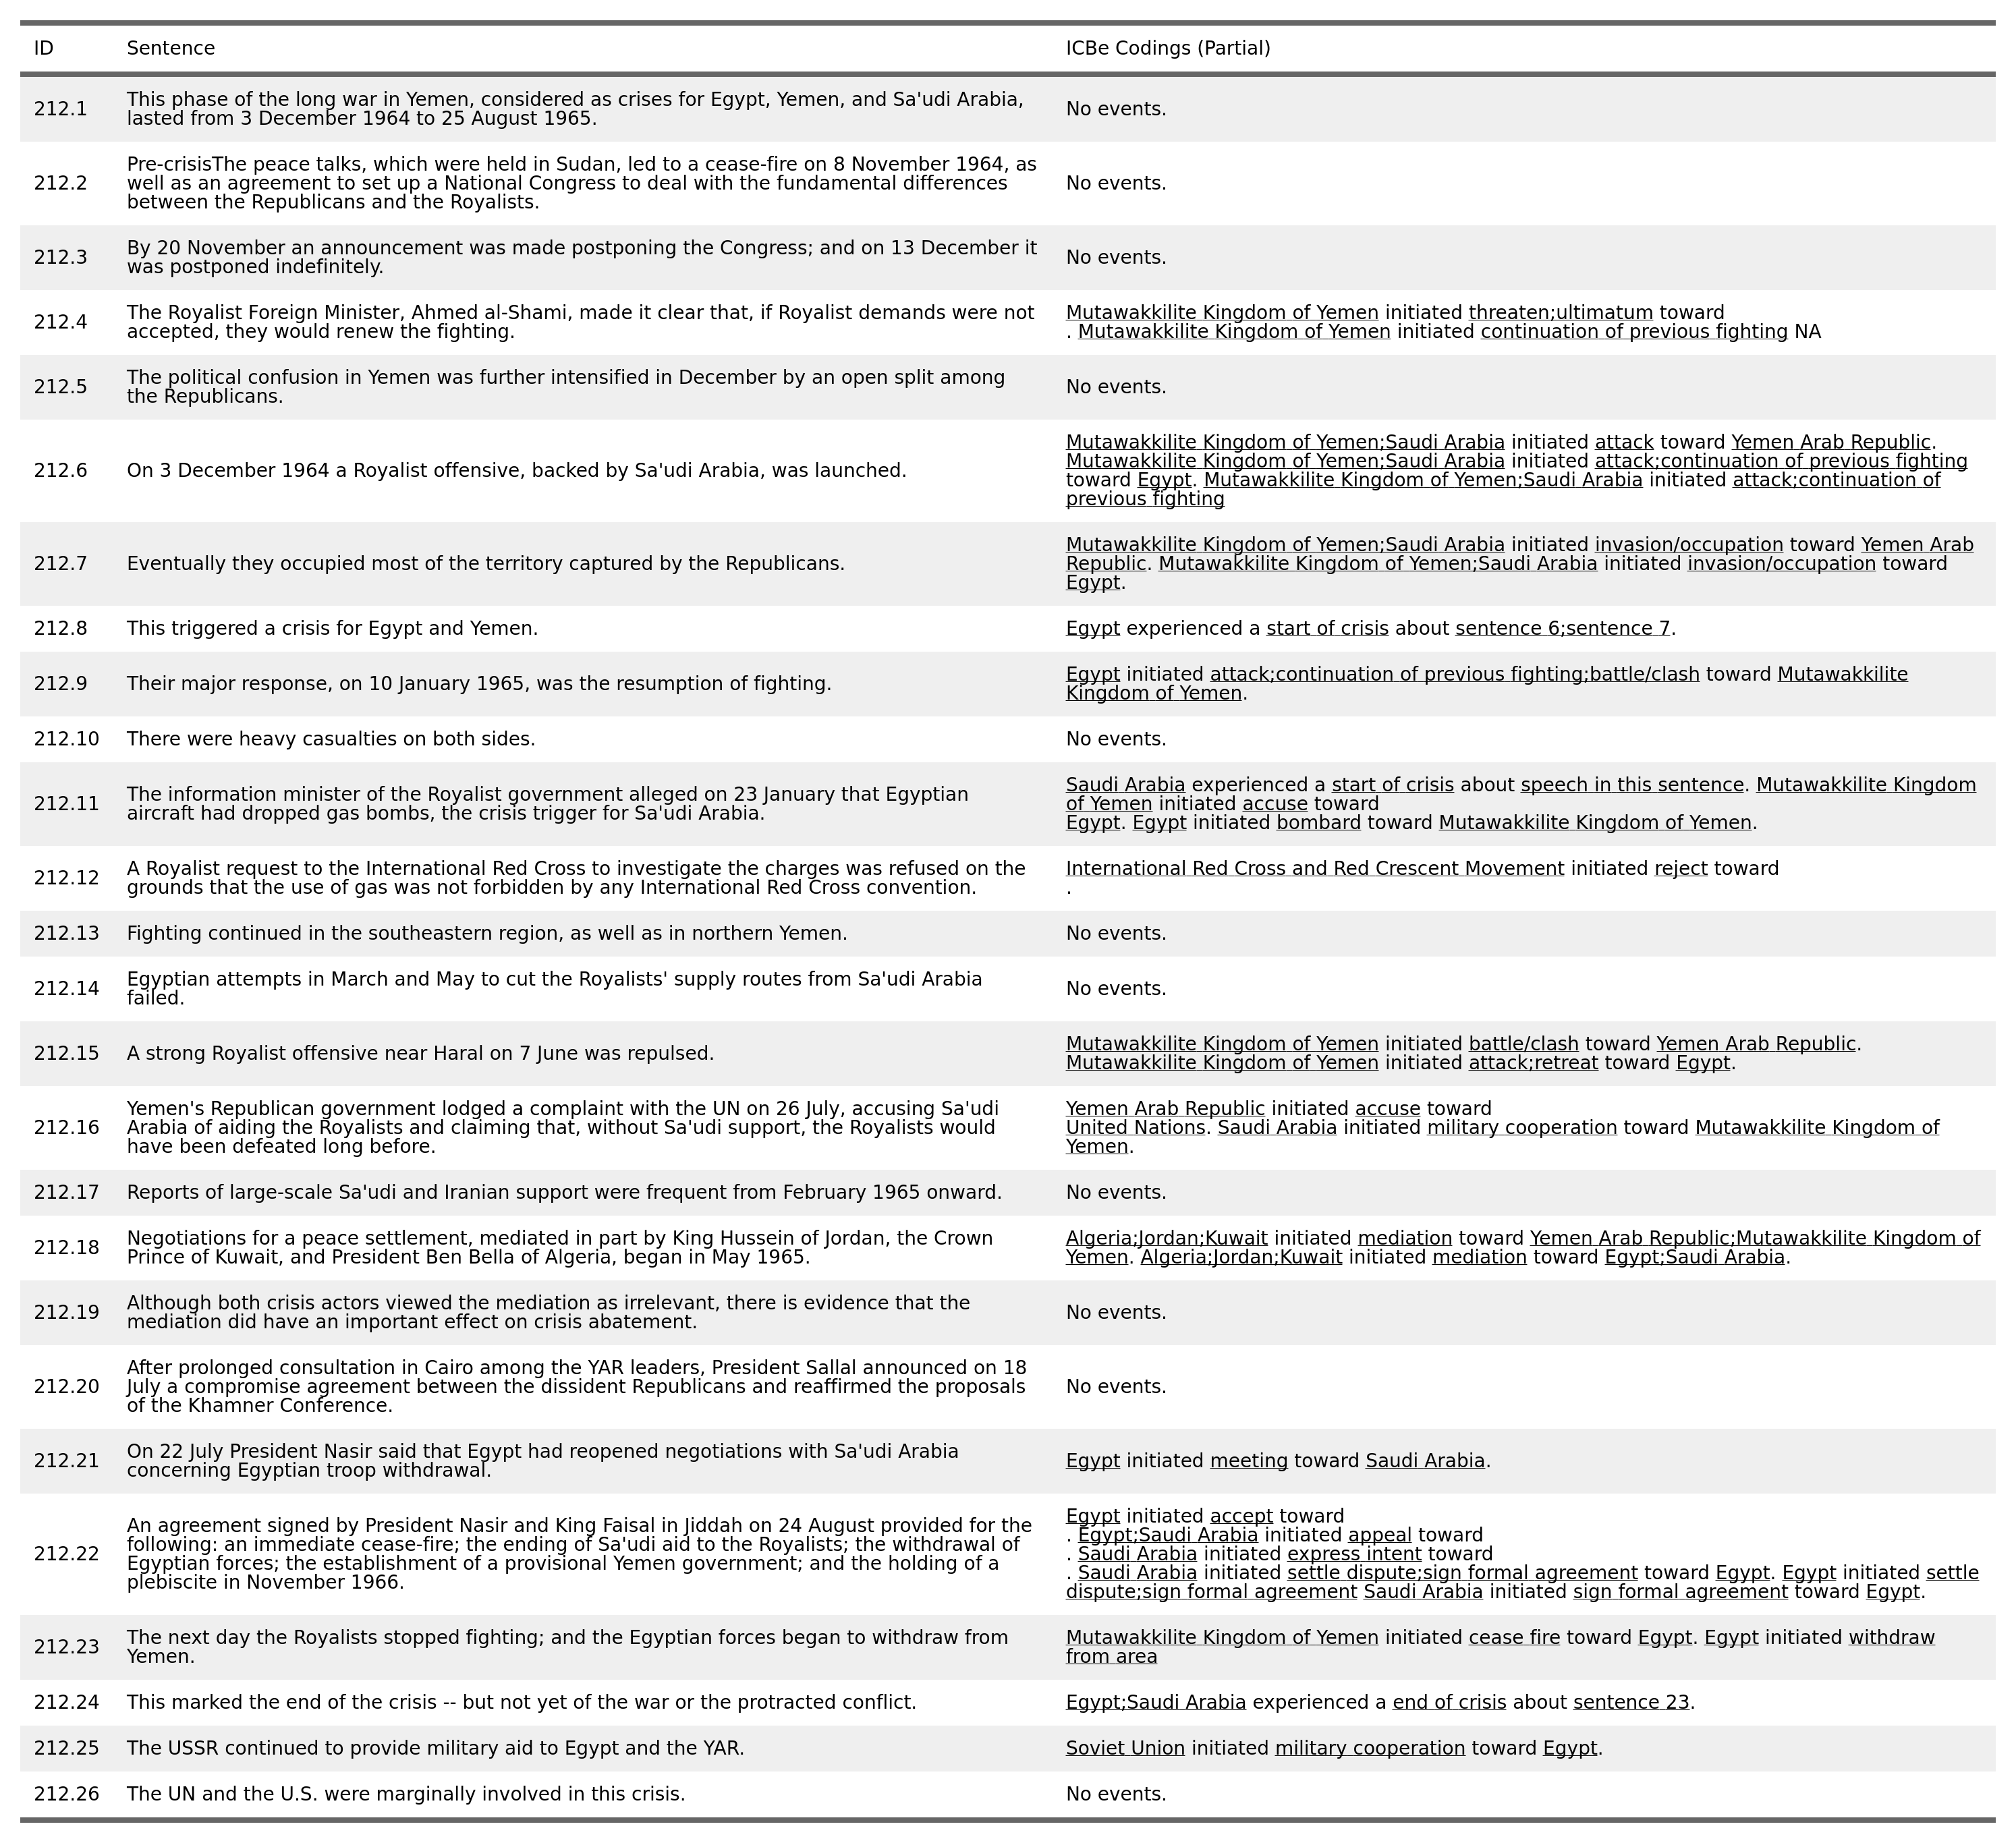 ID Sentence ICBe Codings (Partial)
212.1 This phase of the long war in Yemen, considered as crises for Egypt, Yemen, and Sa'udi Arabia,
lasted from 3 December 1964 to 25 August 1965.
No events.
212.2 Pre-crisisThe peace talks, which were held in Sudan, led to a cease-fire on 8 November 1964, as
well as an agreement to set up a National Congress to deal with the fundamental differences
between the Republicans and the Royalists.
No events.
212.3 By 20 November an announcement was made postponing the Congress; and on 13 December it
was postponed indefinitely.
No events.
212.4 The Royalist Foreign Minister, Ahmed al-Shami, made it clear that, if Royalist demands were not
accepted, they would renew the fighting.
Mutawakkilite Kingdom of Yemen initiated threaten;ultimatum toward
. Mutawakkilite Kingdom of Yemen initiated continuation of previous fighting NA
212.5 The political confusion in Yemen was further intensified in December by an open split among
the Republicans.
No events.
212.6 On 3 December 1964 a Royalist offensive, backed by Sa'udi Arabia, was launched.
Mutawakkilite Kingdom of Yemen;Saudi Arabia initiated attack toward Yemen Arab Republic.
Mutawakkilite Kingdom of Yemen;Saudi Arabia initiated attack;continuation of previous fighting
toward Egypt. Mutawakkilite Kingdom of Yemen;Saudi Arabia initiated attack;continuation of
previous fighting
212.7 Eventually they occupied most of the territory captured by the Republicans.
Mutawakkilite Kingdom of Yemen;Saudi Arabia initiated invasion/occupation toward Yemen Arab
Republic. Mutawakkilite Kingdom of Yemen;Saudi Arabia initiated invasion/occupation toward
Egypt.
212.8 This triggered a crisis for Egypt and Yemen.
Egypt experienced a start of crisis about sentence 6;sentence 7.
212.9 Their major response, on 10 January 1965, was the resumption of fighting.
Egypt initiated attack;continuation of previous fighting;battle/clash toward Mutawakkilite
Kingdom of Yemen.
212.10 There were heavy casualties on both sides.
No events.
212.11 The information minister of the Royalist government alleged on 23 January that Egyptian
aircraft had dropped gas bombs, the crisis trigger for Sa'udi Arabia.
Saudi Arabia experienced a start of crisis about speech in this sentence. Mutawakkilite Kingdom
of Yemen initiated accuse toward
Egypt. Egypt initiated bombard toward Mutawakkilite Kingdom of Yemen.
212.12 A Royalist request to the International Red Cross to investigate the charges was refused on the
grounds that the use of gas was not forbidden by any International Red Cross convention.
International Red Cross and Red Crescent Movement initiated reject toward
.
212.13 Fighting continued in the southeastern region, as well as in northern Yemen.
No events.
212.14 Egyptian attempts in March and May to cut the Royalists' supply routes from Sa'udi Arabia
failed.
No events.
212.15 A strong Royalist offensive near Haral on 7 June was repulsed.
Mutawakkilite Kingdom of Yemen initiated battle/clash toward Yemen Arab Republic.
Mutawakkilite Kingdom of Yemen initiated attack;retreat toward Egypt.
212.16 Yemen's Republican government lodged a complaint with the UN on 26 July, accusing Sa'udi
Arabia of aiding the Royalists and claiming that, without Sa'udi support, the Royalists would
have been defeated long before.
Yemen Arab Republic initiated accuse toward
United Nations. Saudi Arabia initiated military cooperation toward Mutawakkilite Kingdom of
Yemen.
212.17 Reports of large-scale Sa'udi and Iranian support were frequent from February 1965 onward.
No events.
212.18 Negotiations for a peace settlement, mediated in part by King Hussein of Jordan, the Crown
Prince of Kuwait, and President Ben Bella of Algeria, began in May 1965.
Algeria;Jordan;Kuwait initiated mediation toward Yemen Arab Republic;Mutawakkilite Kingdom of
Yemen. Algeria;Jordan;Kuwait initiated mediation toward Egypt;Saudi Arabia.
212.19 Although both crisis actors viewed the mediation as irrelevant, there is evidence that the
mediation did have an important effect on crisis abatement.
No events.
212.20 After prolonged consultation in Cairo among the YAR leaders, President Sallal announced on 18
July a compromise agreement between the dissident Republicans and reaffirmed the proposals
of the Khamner Conference.
No events.
212.21 On 22 July President Nasir said that Egypt had reopened negotiations with Sa'udi Arabia
concerning Egyptian troop withdrawal.
Egypt initiated meeting toward Saudi Arabia.
212.22 An agreement signed by President Nasir and King Faisal in Jiddah on 24 August provided for the
following: an immediate cease-fire; the ending of Sa'udi aid to the Royalists; the withdrawal of
Egyptian forces; the establishment of a provisional Yemen government; and the holding of a
plebiscite in November 1966.
Egypt initiated accept toward
. Egypt;Saudi Arabia initiated appeal toward
. Saudi Arabia initiated express intent toward
. Saudi Arabia initiated settle dispute;sign formal agreement toward Egypt. Egypt initiated settle
dispute;sign formal agreement Saudi Arabia initiated sign formal agreement toward Egypt.
212.23 The next day the Royalists stopped fighting; and the Egyptian forces began to withdraw from
Yemen.
Mutawakkilite Kingdom of Yemen initiated cease fire toward Egypt. Egypt initiated withdraw
from area
212.24 This marked the end of the crisis -- but not yet of the war or the protracted conflict.
Egypt;Saudi Arabia experienced a end of crisis about sentence 23.
212.25 The USSR continued to provide military aid to Egypt and the YAR.
Soviet Union initiated military cooperation toward Egypt.
212.26 The UN and the U.S. were marginally involved in this crisis.
No events.